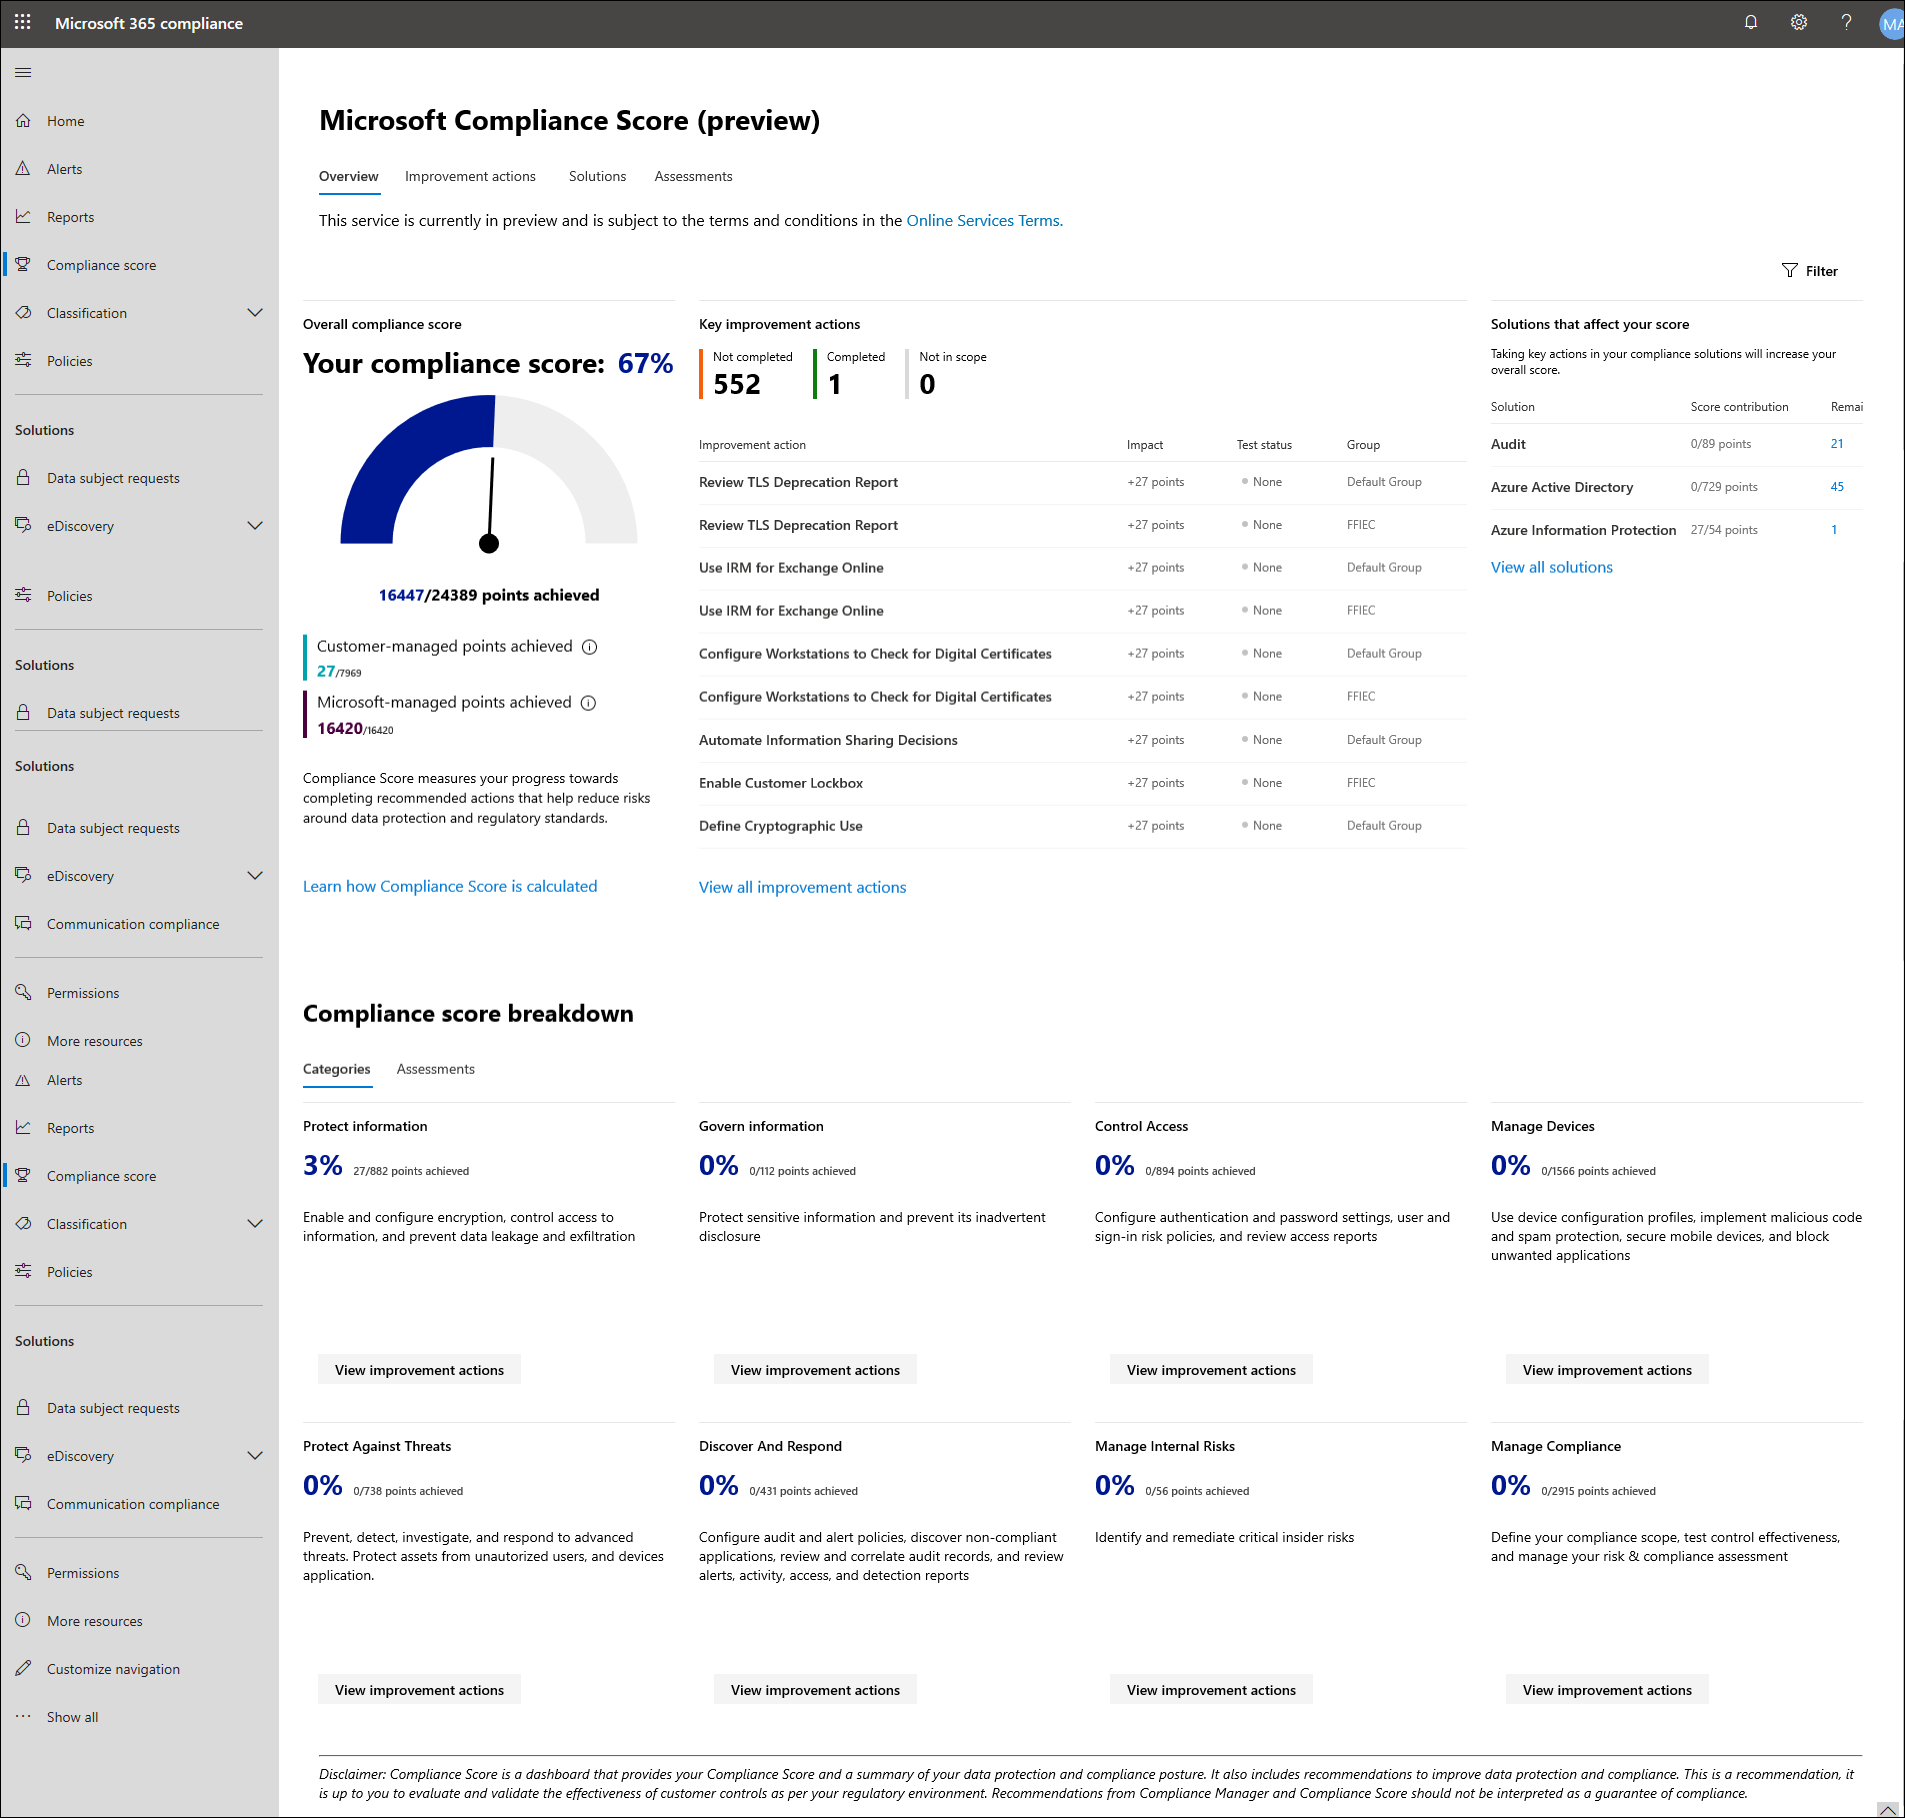 Microsoft 365 compliance
MA
Home
Alerts
Reports
Compliance score
Classification
Policies
Solutions
Data subject requests
eDiscovery
Policies
Solutions
Data subject requests
Solutions
Data subject requests
eDiscovery
Communication compliance
Permissions
More resources
Alerts
Reports
Compliance score
Classification
Policies
Solutions
Data subject requests
eDiscovery
Communication compliance
Permissions
More resources
Customize navigation
Show all
Microsoft Compliance Score (preview)
Overview Improvement actions Solutions Assessments
This service is currently in preview and is subject to the terms and conditions in the Online Services Terms.
Filter
Overall compliance score
Your compliance score: 67%
16447/24389 points achieved
Customer-managed points achieved
27/7969
Microsoft-managed points achieved
16420/16420
Compliance Score measures your progress towards
completing recommended actions that help reduce risks
around data protection and regulatory standards.
Learn how Compliance Score is calculated
Key improvement actions
Not completed Completed Not in scope
552 1 0
Improvement action Impact Test status Group
Review TLS Deprecation Report +27 points None Default Group
Review TLS Deprecation Report +27 points None FFIEC
Use IRM for Exchange Online +27 points None Default Group
Use IRM for Exchange Online +27 points None FFIEC
Configure Workstations to Check for Digital Certificates +27 points None Default Group
Configure Workstations to Check for Digital Certificates +27 points None FFIEC
Automate Information Sharing Decisions +27 points None Default Group
Enable Customer Lockbox +27 points None FFIEC
Define Cryptographic Use +27 points None Default Group
View all improvement actions
Solutions that affect your score
Taking key actions in your compliance solutions will increase your
overall score.
Solution Score contribution Remai
Audit 0/89 points 21
Azure Active Directory 0/729 points 45
Azure Information Protection 27/54 points 1
View all solutions
Compliance score breakdown
Categories Assessments
Protect information
3% 27/882 points achieved
Enable and configure encryption, control access to
information, and prevent data leakage and exfiltration
View improvement actions
Govern information
0% 0/112 points achieved
Protect sensitive information and prevent its inadvertent
disclosure
View improvement actions
Control Access
0% 0/894 points achieved
Configure authentication and password settings, user and
sign-in risk policies, and review access reports
View improvement actions
Manage Devices
0% 0/1566 points achieved
Use device configuration profiles, implement malicious code
and spam protection, secure mobile devices, and block
unwanted applications
View improvement actions
Protect Against Threats
0% 0/738 points achieved
Prevent, detect, investigate, and respond to advanced
threats. Protect assets from unautorized users, and devices
application.
View improvement actions
Discover And Respond
0% 0/431 points achieved
Configure audit and alert policies, discover non-compliant
applications, review and correlate audit records, and review
alerts, activity, access, and detection reports
View improvement actions
Manage Internal Risks
0% 0/56 points achieved
Identify and remediate critical insider risks
View improvement actions
Manage Compliance
0% 0/2915 points achieved
Define your compliance scope, test control effectiveness,
and manage your risk & compliance assessment
View improvement actions
Disclaimer: Compliance Score is a dashboard that provides your Compliance Score and a summary of your data protection and compliance posture. It also includes recommendations to improve data protection and compliance. This is a recommendation, it
is up to you to evaluate and validate the effectiveness of customer controls as per your regulatory environment. Recommendations from Compliance Manager and Compliance Score should not be interpreted as a guarantee of compliance.